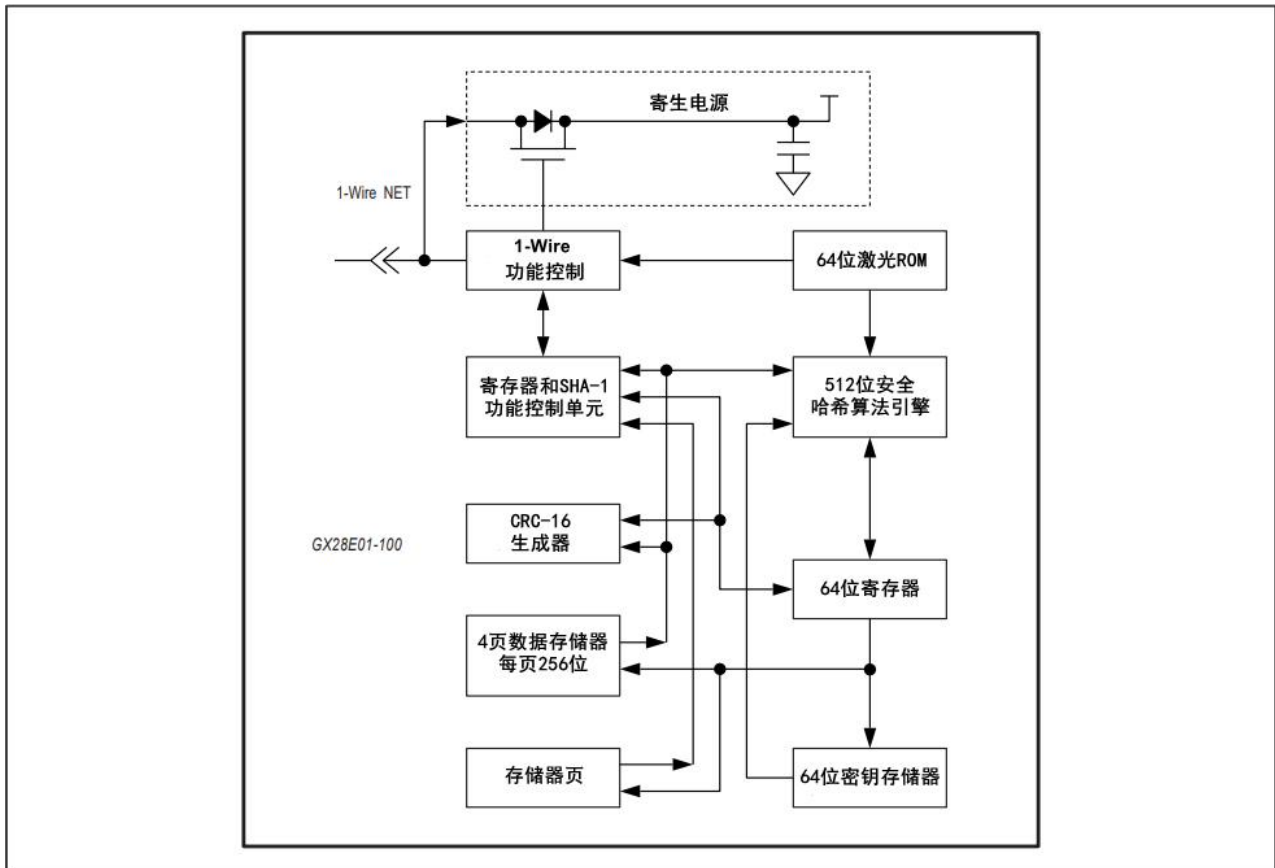 寄生电源
1-Wire NET
1-Wire
功能控制
64位激光ROM
寄存器和SHA-1
功能控制单元
512位安全
哈希算法引擎
CRC-16
生成器
GX28E01-100
64位寄存器
4页数据存储器
每页256位
存储器页
64位密钥存储器